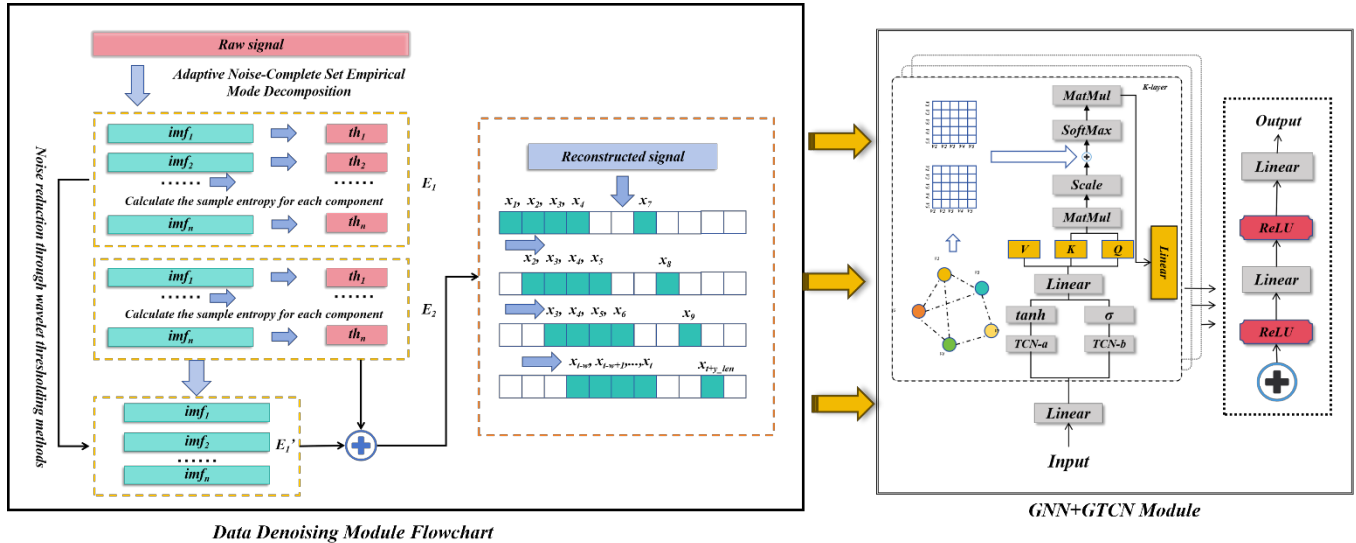 Raw signal
Adaptive Noise-Complete Set Empirical
Mode Decomposition
imf1
th1
imf2
th2
......
......
Calculate the sample entropy for each component
imfn
thn
E1
imf1
th1
......
Calculate the sample entropy for each component
imfn
thn
E2
Noise reduction through wavelet thresholding methods
imf1
imf2
......
imfn
E1’
Reconstructed signal
x1, x2, x3, x4
x7
x2, x3, x4, x5
x8
x3, x4, x5, x6
x9
xt-w, xt-w+1,...,xt
xt+y_len
Data Denoising Module Flowchart
K-layer
MatMul
SoftMax
Scale
MatMul
V
K
Q
Linear
Linear
tanh
σ
TCN-a
TCN-b
Linear
Input
Output
Linear
ReLU
Linear
ReLU
GNN+GTCN Module